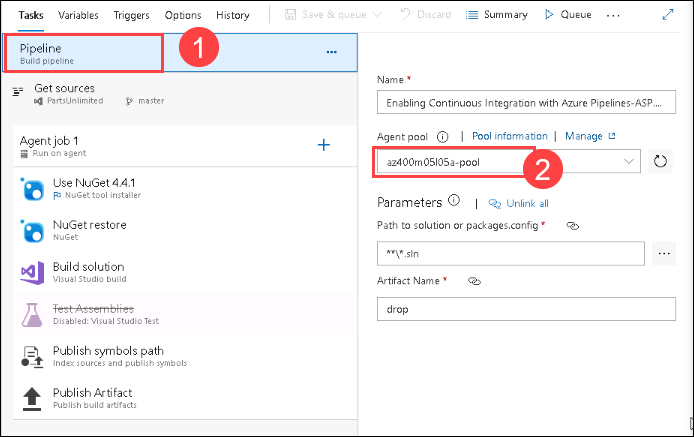 Tasks Variables Triggers Options History Save & queue Discard Summary Queue ...
Pipeline
Build pipeline
...
1
Get sources
PartsUnlimited master
Agent job 1
Run on agent
Use NuGet 4.4.1
NuGet tool installer
NuGet restore
NuGet
Build solution
Visual Studio build
Test Assemblies
Disabled: Visual Studio Test
Publish symbols path
Index sources and publish symbols
Publish Artifact
Publish build artifacts
Name *
Enabling Continuous Integration with Azure Pipelines-ASP....
Agent pool | Pool information | Manage
az400m05l05a-pool
2
Parameters | Unlink all
Path to solution or packages.config *
**\*.sln
...
Artifact Name *
drop